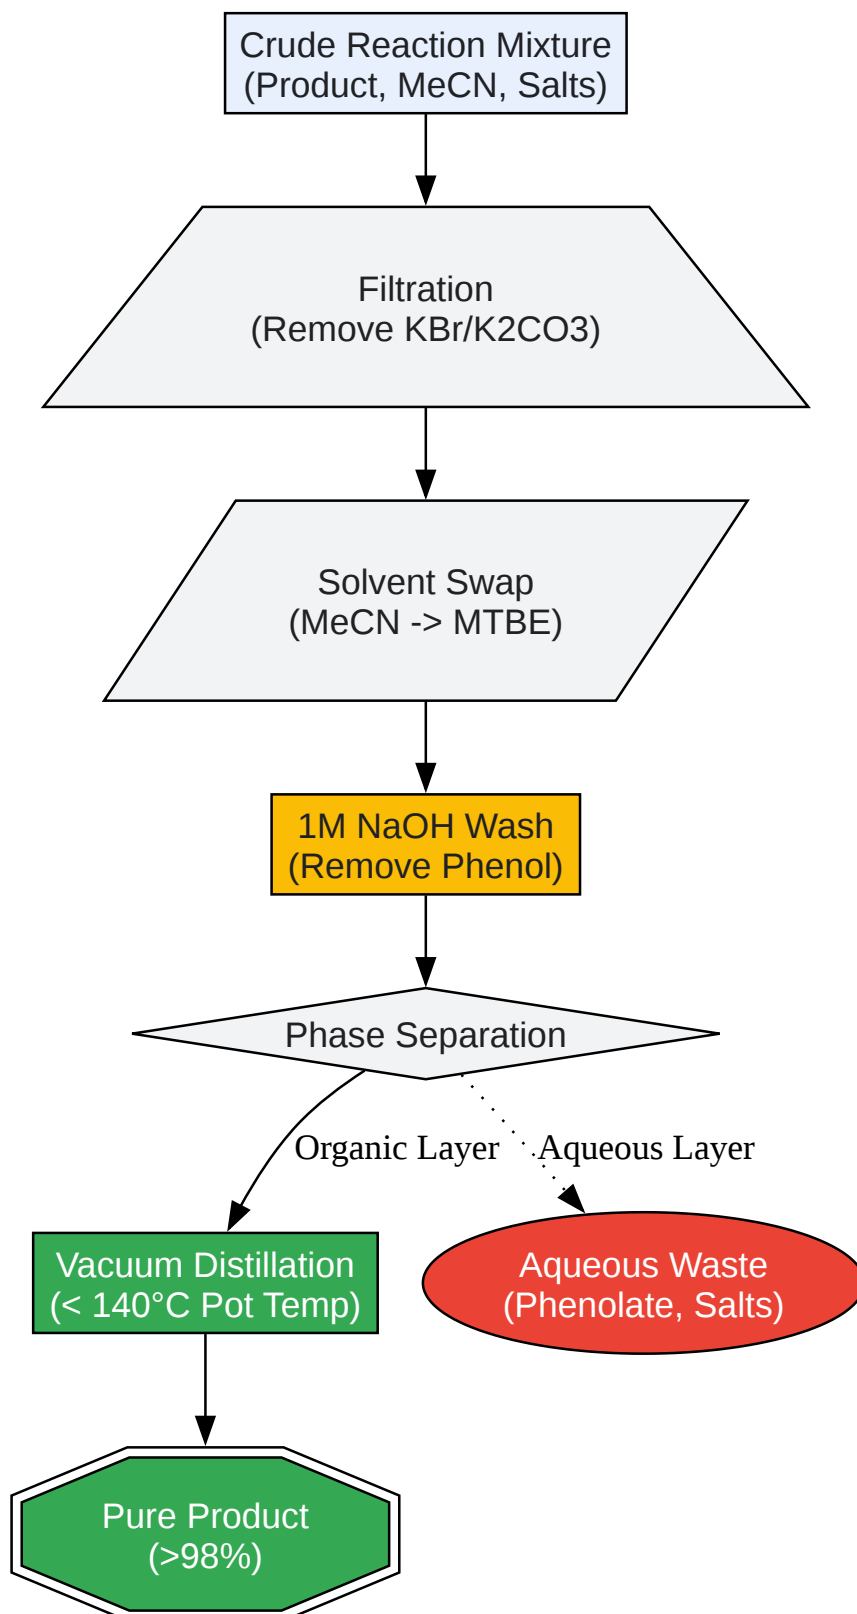 Crude Reaction Mixture
(Product, MeCN, Salts)
Filtration
(Remove KBr/K2CO3)
Solvent Swap
(MeCN -> MTBE)
1M NaOH Wash
(Remove Phenol)
Phase Separation
Organic Layer
Aqueous Layer
Vacuum Distillation
(< 140°C Pot Temp)
Aqueous Waste
(Phenolate, Salts)
Pure Product
(>98%)